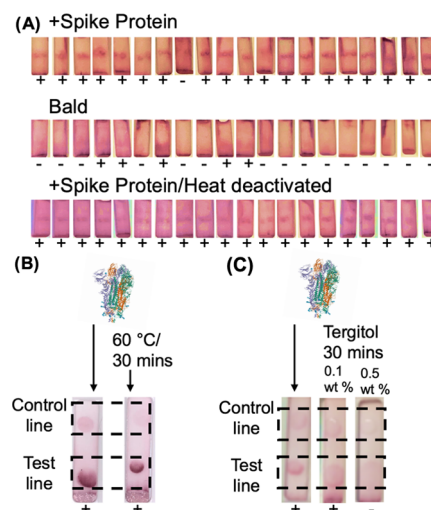 (A) +Spike Protein
+ + + + + + + - + + + + + + + + + + + -
Bald
- - - + + - + - - + + - - - - - - - - -
+Spike Protein/Heat deactivated
+ + + + + + + + + + + + + + + + + + + +
(B)
60 °C/
30 mins
Control
line
Test
line
+ +
(C)
Tergitol
30 mins
0.1
wt %
0.5
wt %
Control
line
Test
line
+ + -